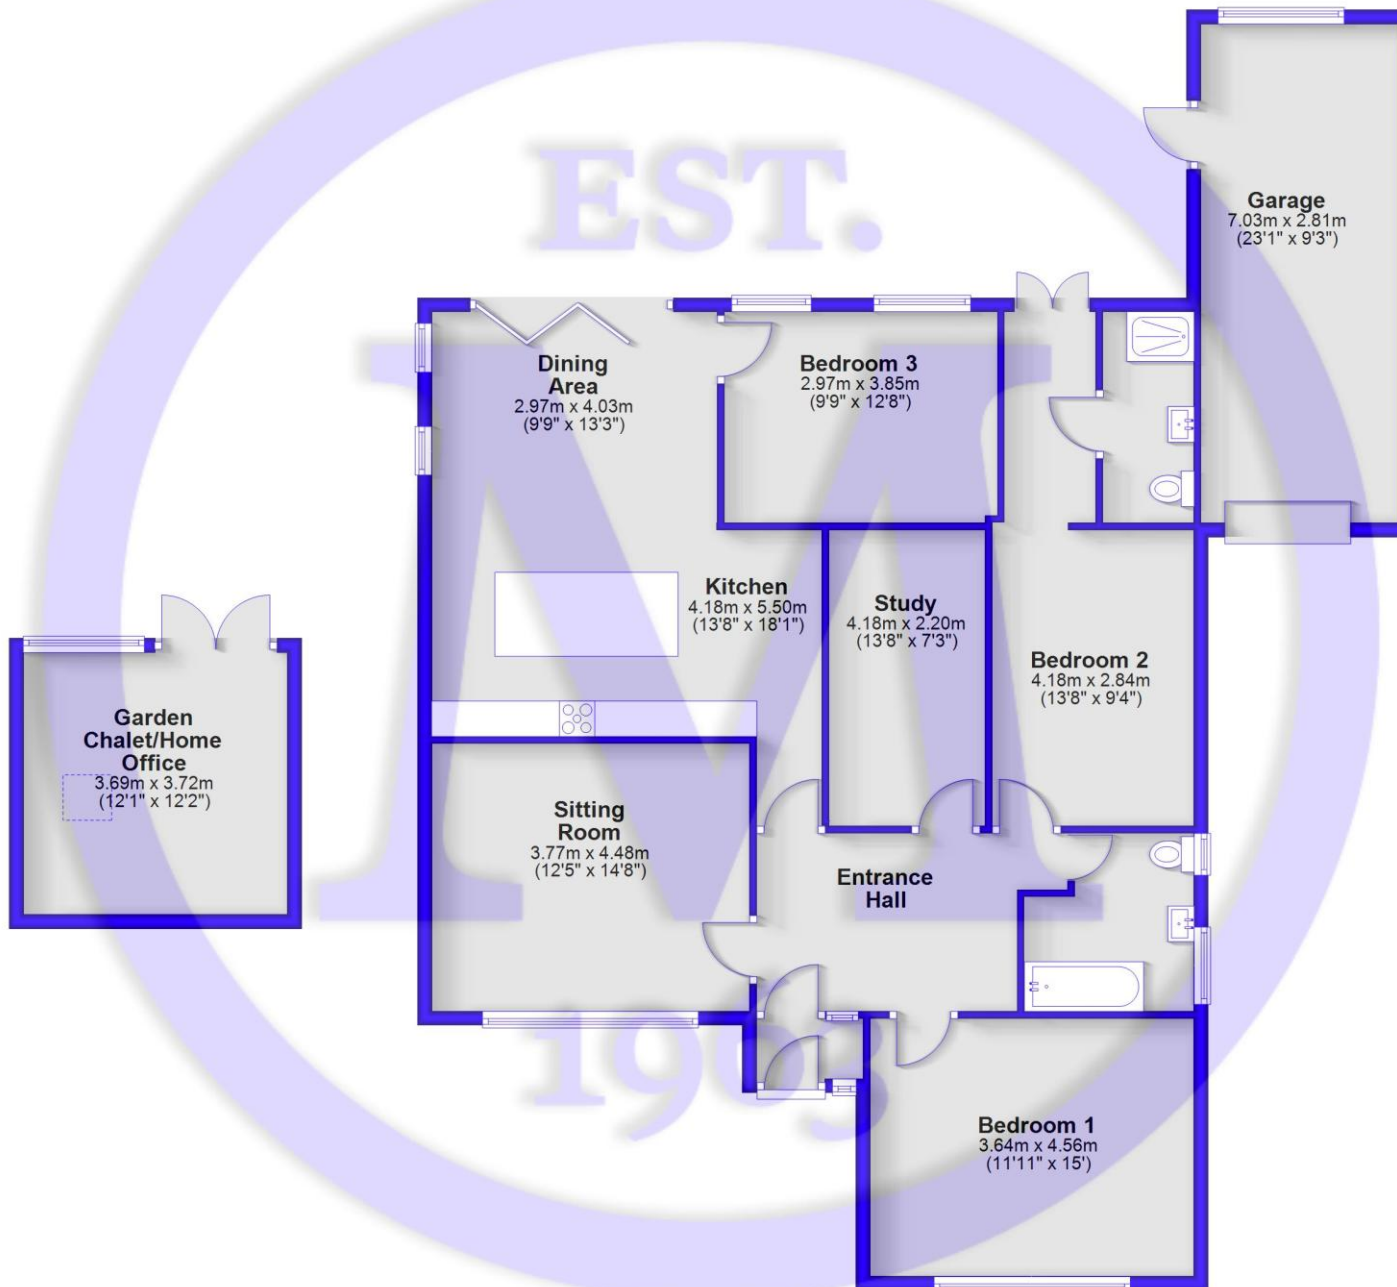 EST.
Garage
7.03m x 2.81m
(23'1" x 9'3")
Dining
Area
2.97m x 4.03m
(9'9" x 13'3")
Bedroom 3
2.97m x 3.85m
(9'9" x 12'8")
Kitchen
4.18m x 5.50m
(13'8" x 18'1")
Study
4.18m x 2.20m
(13'8" x 7'3")
Bedroom 2
4.18m x 2.84m
(13'8" x 9'4")
Garden
Chalet/Home
Office
3.69m x 3.72m
(12'1" x 12'2")
Sitting
Room
3.77m x 4.48m
(12'5" x 14'8")
Entrance
Hall
M
1963
Bedroom 1
3.64m x 4.56m
(11'11" x 15')